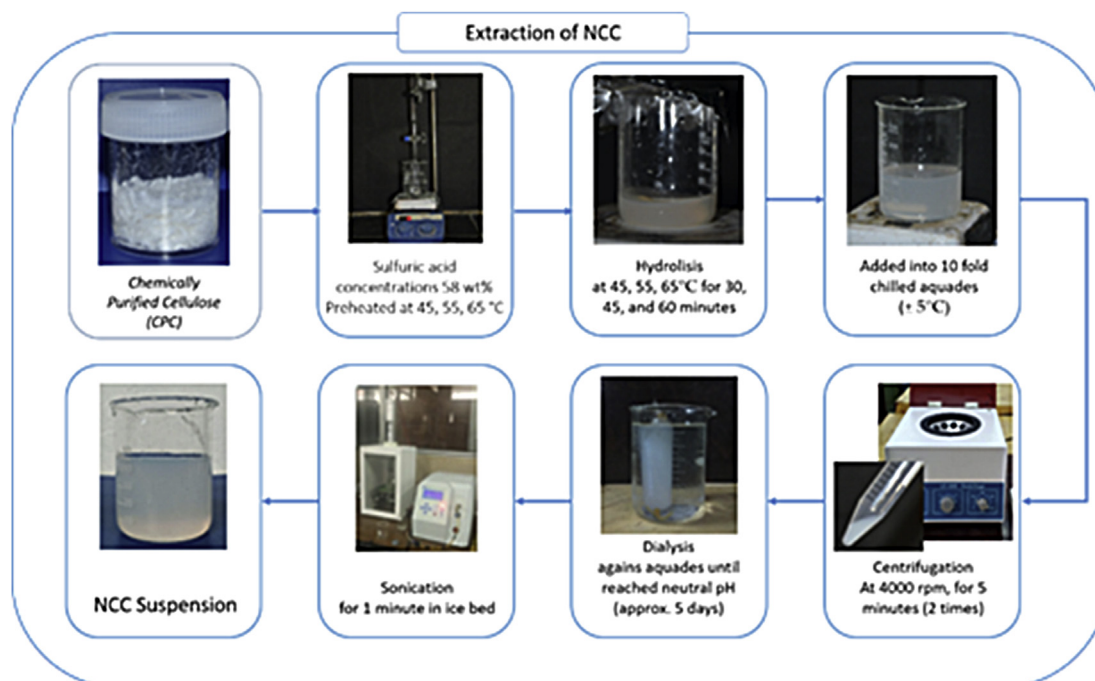 Extraction of NCC
Chemically
Purified Cillulose
(CPC)
Sulfuric acid
concentrations 58 wt%
Preheated at 45, 55, 65 °C
Hydrolisis
at 45, 55, 65°C for 30,
45, and 60 minutes
Added into 10 fold
chilled aquades
(± 5°C)
Centrifugation
At 4000 rpm, for 5
minutes (2 times)
Dialysis
agains aquades until
reached neutral pH
(approx. 5 days)
Sonication
for 1 minute in ice bed
NCC Suspension